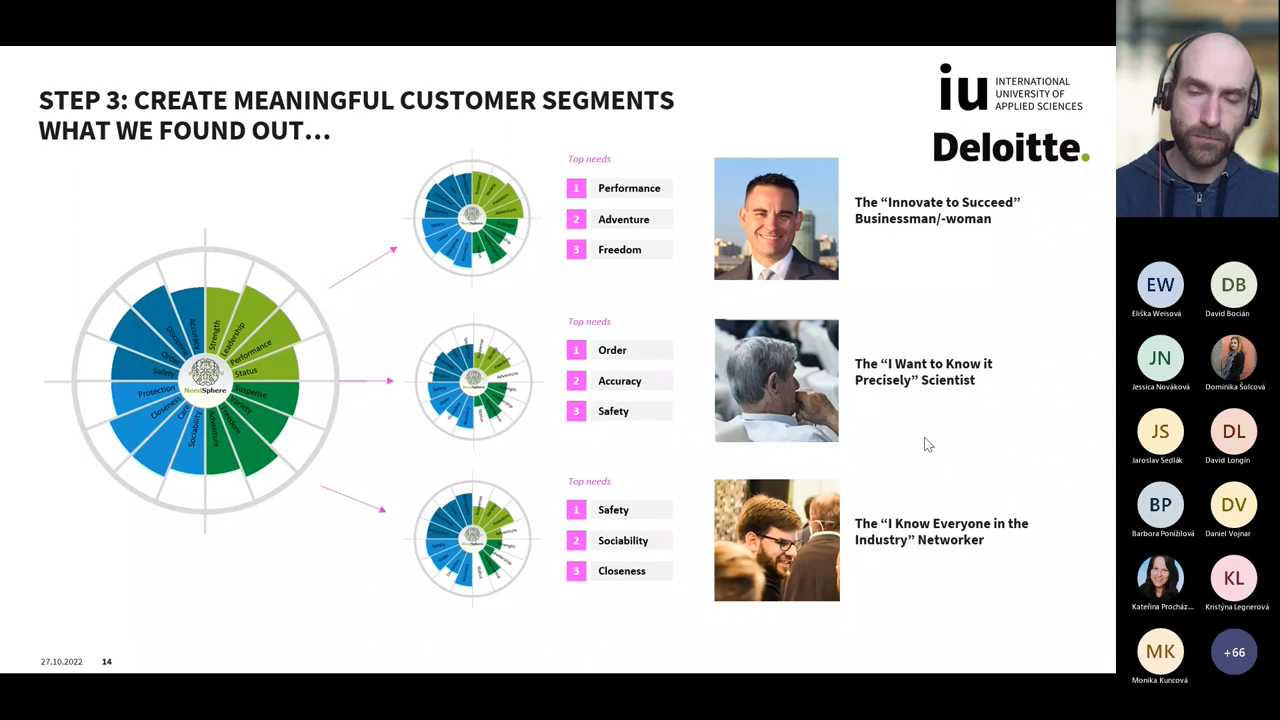 STEP 3: CREATE MEANINGFUL CUSTOMER SEGMENTS
WHAT WE FOUND OUT...
iu INTERNATIONAL
UNIVERSITY OF
APPLIED SCIENCES
Deloitte.
Discipline
Accuracy
Strength
Leadership
Performance
Status
Order
Safety
Protection
Closeness
Care
Sociability
Adventure
Freedom
Variety
Suspense
NeedSphere
Top needs
1 Performance
2 Adventure
3 Freedom
The “Innovate to Succeed”
Businessman/-woman
Top needs
1 Order
2 Accuracy
3 Safety
The “I Want to Know it
Precisely” Scientist
Top needs
1 Safety
2 Sociability
3 Closeness
The “I Know Everyone in the
Industry” Networker
27.10.2022 14
EW DB
Eliška Weisová David Bocián
JN
Jessica Nováková Dominika Šolcová
JS DL
Jaroslav Sedlák David Longín
BP DV
Barbora Ponížilová Daniel Vojnar
KL
Kateřina Procház... Kristýna Legnerová
MK +66
Monika Kuncová